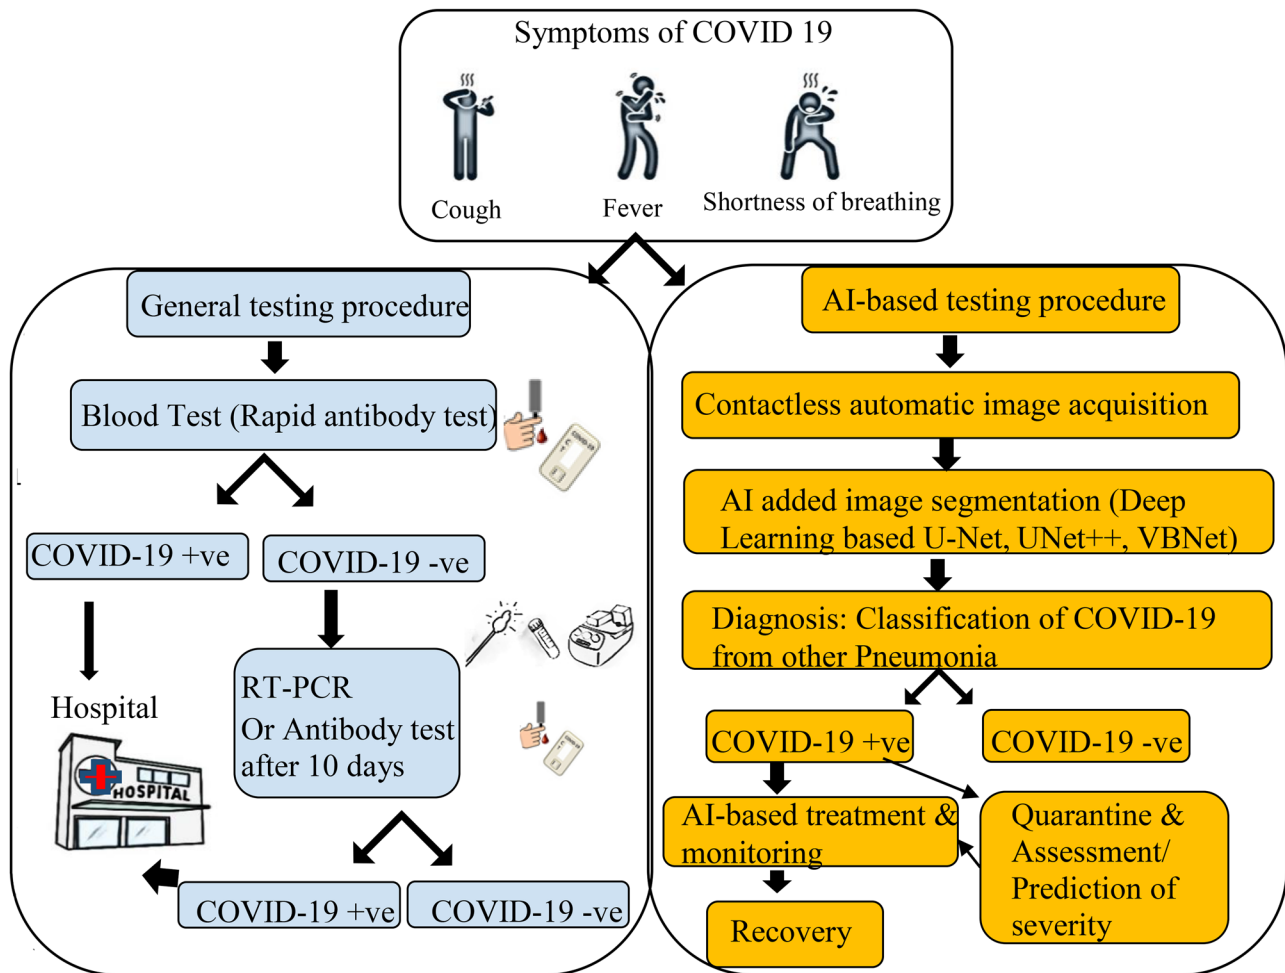 Symptoms of COVID 19
Cough
Fever
Shortness of breathing
General testing procedure
Blood Test (Rapid antibody test)
COVID-19
C
T
COVID-19 +ve
COVID-19 -ve
Hospital
HOSPITAL
RT-PCR
Or Antibody test
after 10 days
COVID-19 +ve
COVID-19 -ve
AI-based testing procedure
Contactless automatic image acquisition
AI added image segmentation (Deep
Learning based U-Net, UNet++, VBNet)
Diagnosis: Classification of COVID-19
from other Pneumonia
COVID-19 +ve
COVID-19 -ve
AI-based treatment &
monitoring
Quarantine &
Assessment/
Prediction of
severity
Recovery